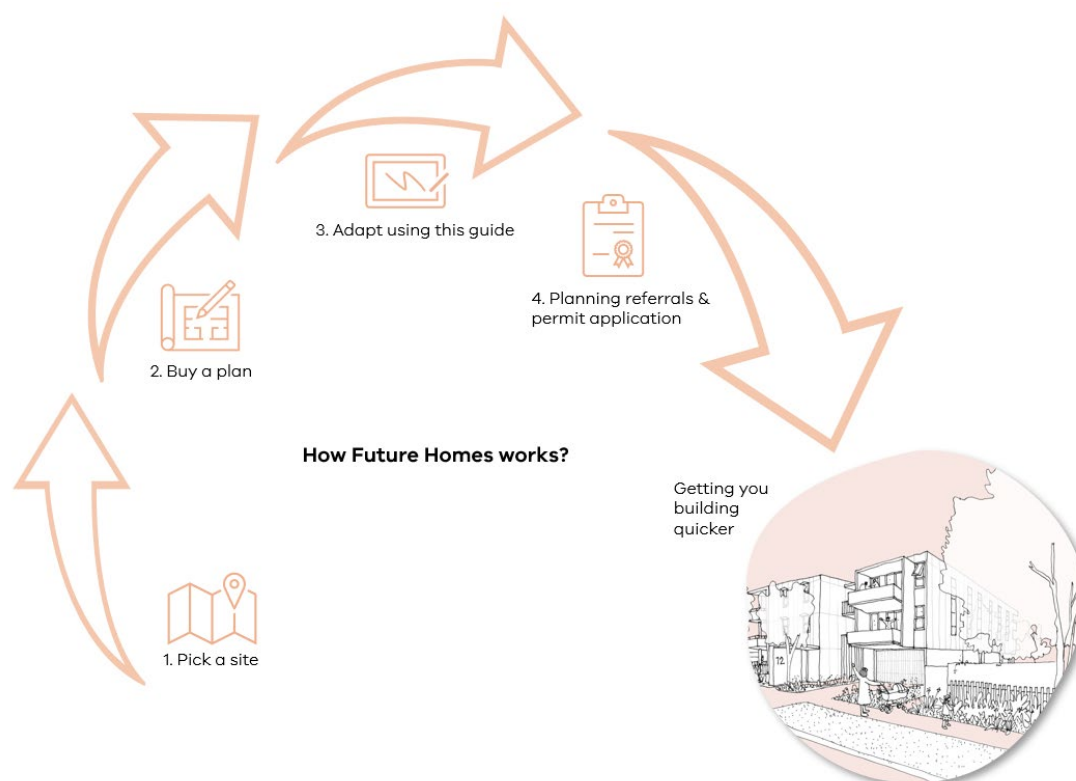 3. Adapt using this guide
4. Planning referrals &
permit application
2. Buy a plan
How Future Homes works?
Getting you
building
quicker
1. Pick a site
12